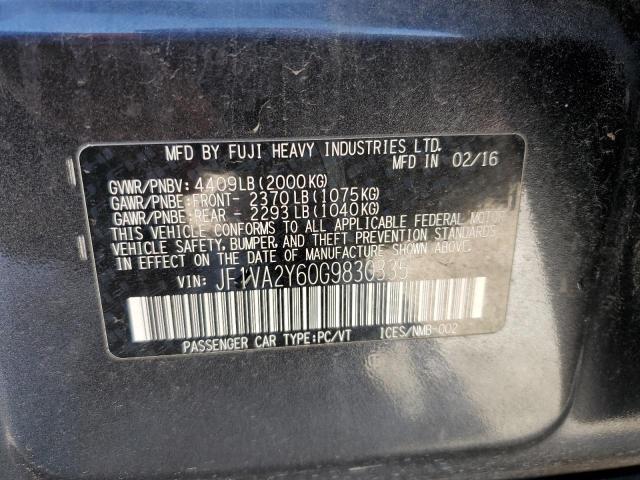 MFD BY FUJI HEAVY INDUSTRIES LTD.
MFD IN 02/16
GVWR/PNBV: 4409LB(2000KG)
GAWR/PNBE:FRONT- 2370LB(1075KG)
GAWR/PNBE:REAR - 2293LB(1040KG)
THIS VEHICLE CONFORMS TO ALL APPLICABLE FEDERAL MOTOR
VEHICLE SAFETY, BUMPER, AND THEFT PREVENTION STANDARDS
IN EFFECT ON THE DATE OF MANUFACTURE SHOWN ABOVE.
VIN: JF1VA2Y60G9830335
PASSENGER CAR TYPE:PC/VT ICES/NMB-002